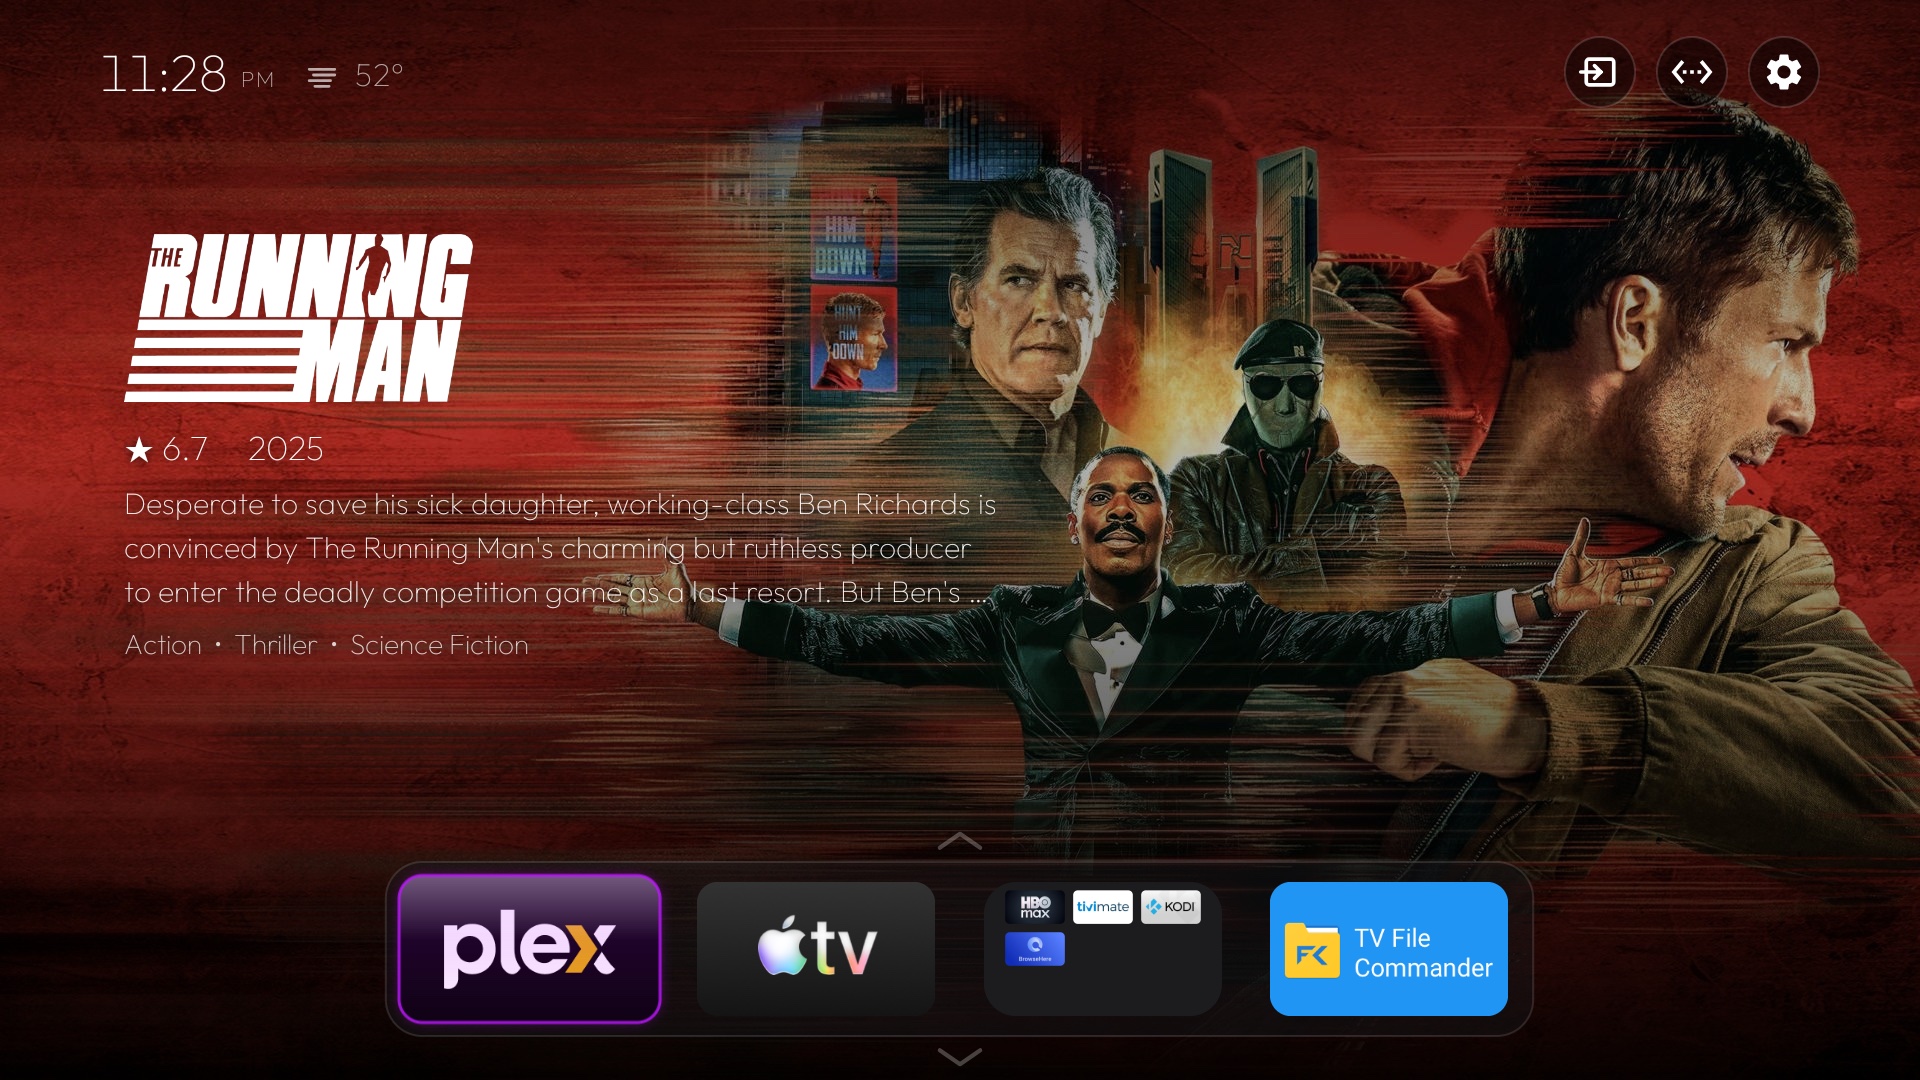 11:28 PM 52°
THE RUNNING MAN
HIM DOWN
HUNT HIM DOWN
★ 6.7 2025
Desperate to save his sick daughter, working-class Ben Richards is
convinced by The Running Man's charming but ruthless producer
to enter the deadly competition game as a last resort. But Ben's ...
Action • Thriller • Science Fiction
plex
tv
HBO max
tivimate
KODI
BrowseHere
FK
TV File
Commander